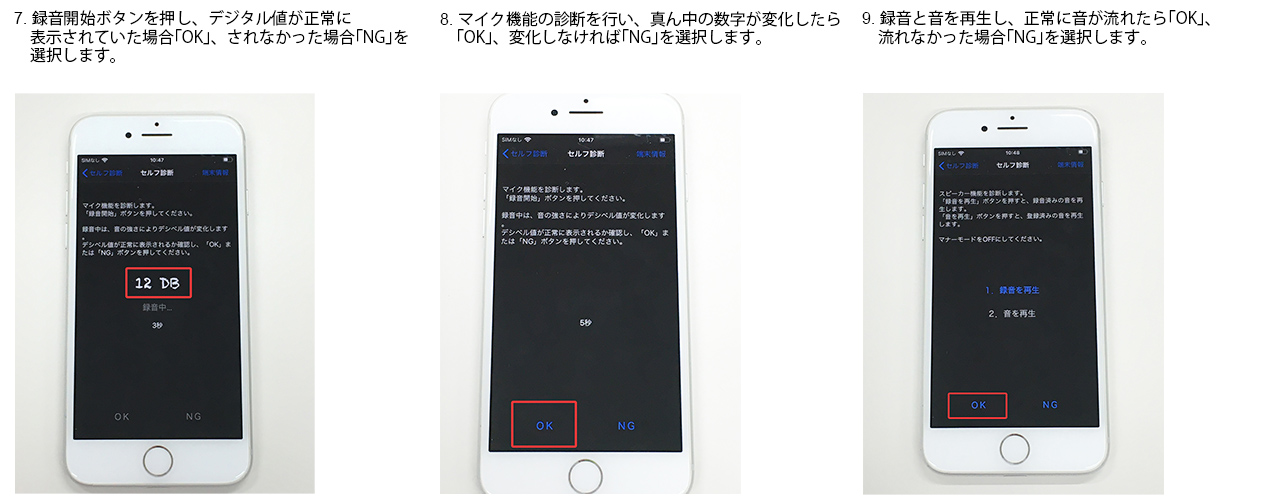 7. 録音開始ボタンを押し、デジタル値が正常に
表示されていた場合「OK」、されなかった場合「NG」を
選択します。
8. マイク機能の診断を行い、真ん中の数字が変化したら
「OK」、変化しなければ「NG」を選択します。
9. 録音と音を再生し、正常に音が流れたら「OK」、
流れなかった場合「NG」を選択します。
SIMなし 10:47
セルフ診断 セルフ診断 端末情報
マイク機能を診断します。
「録音開始」ボタンを押してください。
録音中は、音の強さによりデシベル値が変化します
。
デシベル値が正常に表示されるか確認し、「OK」ま
たは「NG」ボタンを押してください。
12 DB
録音中...
3秒
OK NG
SIMなし 10:47
セルフ診断 セルフ診断 端末情報
マイク機能を診断します。
「録音開始」ボタンを押してください。
録音中は、音の強さによりデシベル値が変化します
。
デシベル値が正常に表示されるか確認し、「OK」ま
たは「NG」ボタンを押してください。
5秒
OK NG
SIMなし 10:48
セルフ診断 セルフ診断 端末情報
スピーカー機能を診断します。
「録音を再生」ボタンを押すと、録音済みの音を再
生します。
「音を再生」ボタンを押すと、登録済みの音を再生
します。
マナーモードをOFFにしてください。
1．録音を再生
2．音を再生
OK NG